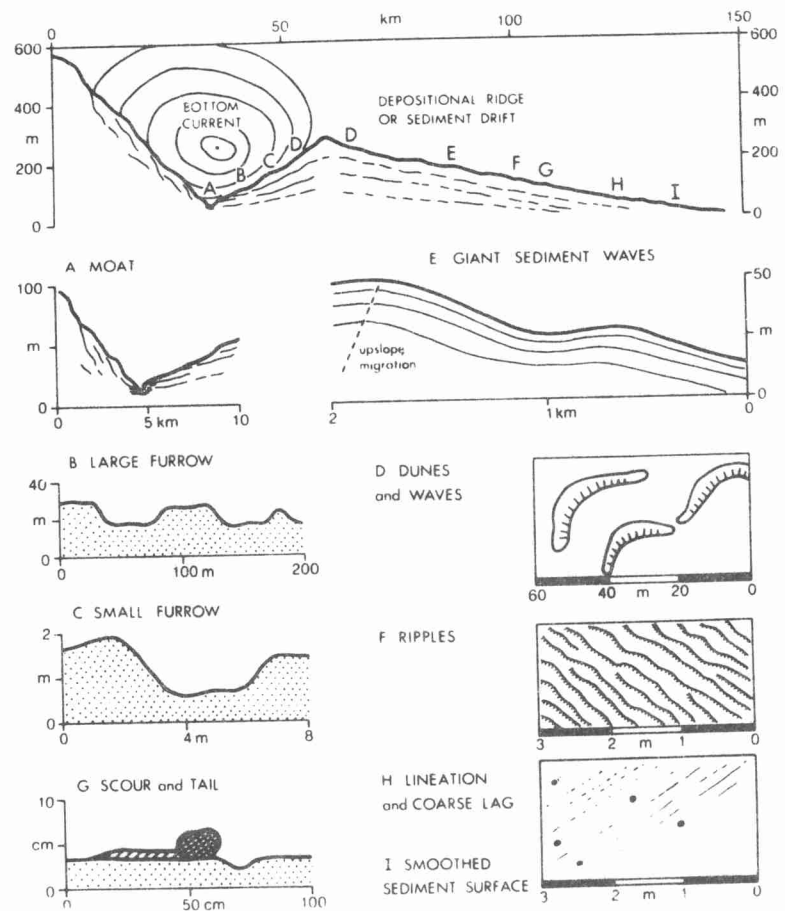 km
0 50 100 150
600 600
400 400
m m
200 200
0 0
BOTTOM
CURRENT
DEPOSITIONAL RIDGE
OR SEDIMENT DRIFT
A B C D D E F G H I
A MOAT
100
m
0
0 5 km 10
E GIANT SEDIMENT WAVES
50
m
0
upslope
migration
2 1 km 0
B LARGE FURROW
40
m
0
0 100 m 200
D DUNES
and WAVES
60 40 m 20 0
C SMALL FURROW
2
m
0
0 4 m 8
F RIPPLES
3 2 m 1 0
G SCOUR and TAIL
10
cm
0
0 50 cm 100
H LINEATION
and COARSE LAG
I SMOOTHED
SEDIMENT SURFACE
3 2 m 1 0